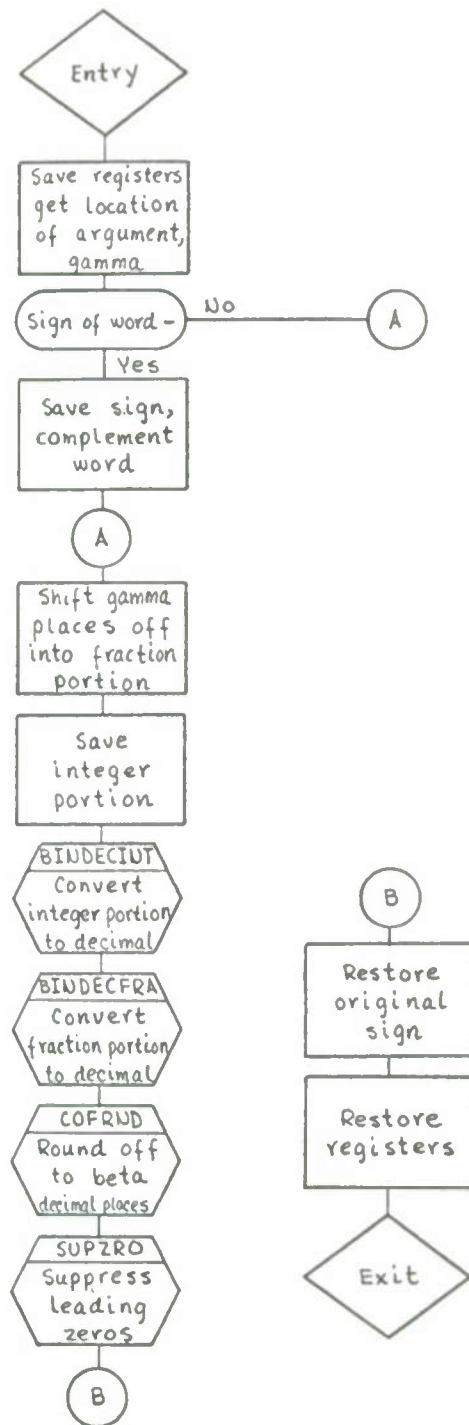 Entry
Save registers
get location
of argument,
gamma
Sign of word -
No
A
Yes
Save sign,
complement
word
A
Shift gamma
places off
into fraction
portion
Save
integer
portion
BINDECINT
Convert
integer portion
to decimal
BINDECFRA
Convert
fraction portion
to decimal
COFRND
Round off
to beta
decimal places
SUPZRO
Suppress
leading
zeros
B
B
Restore
original
sign
Restore
registers
Exit